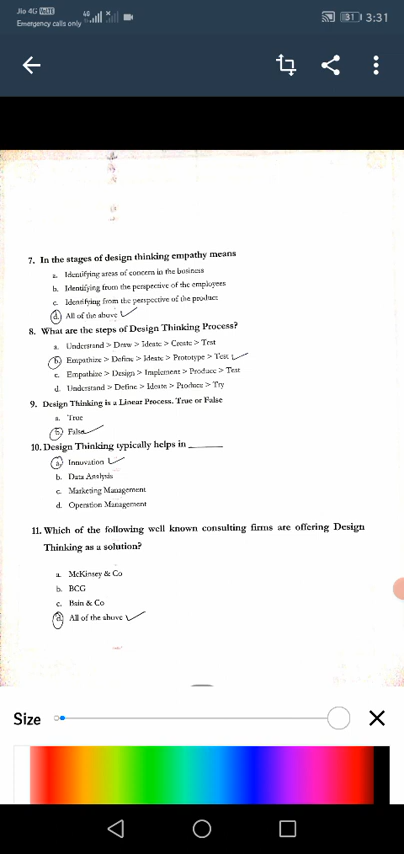 Jio 4G VoLTE
Emergency calls only
4G
31 3:31
7. In the stages of design thinking empathy means
a. Identifying areas of concern in the business
b. Identifying from the perspective of the employees
c. Identifying from the perspective of the product
d. All of the above
8. What are the steps of Design Thinking Process?
a. Understand > Draw > Ideate > Create > Test
b. Empathize > Define > Ideate > Prototype > Test
c. Empathize > Design > Implement > Produce > Test
d. Understand > Define > Ideate > Produce > Try
9. Design Thinking is a Linear Process. True or False
a. True
b. False
10. Design Thinking typically helps in ________
a. Innovation
b. Data Analysis
c. Marketing Management
d. Operation Management
11. Which of the following well known consulting firms are offering Design
Thinking as a solution?
a. McKinsey & Co
b. BCG
c. Bain & Co
d. All of the above
Size